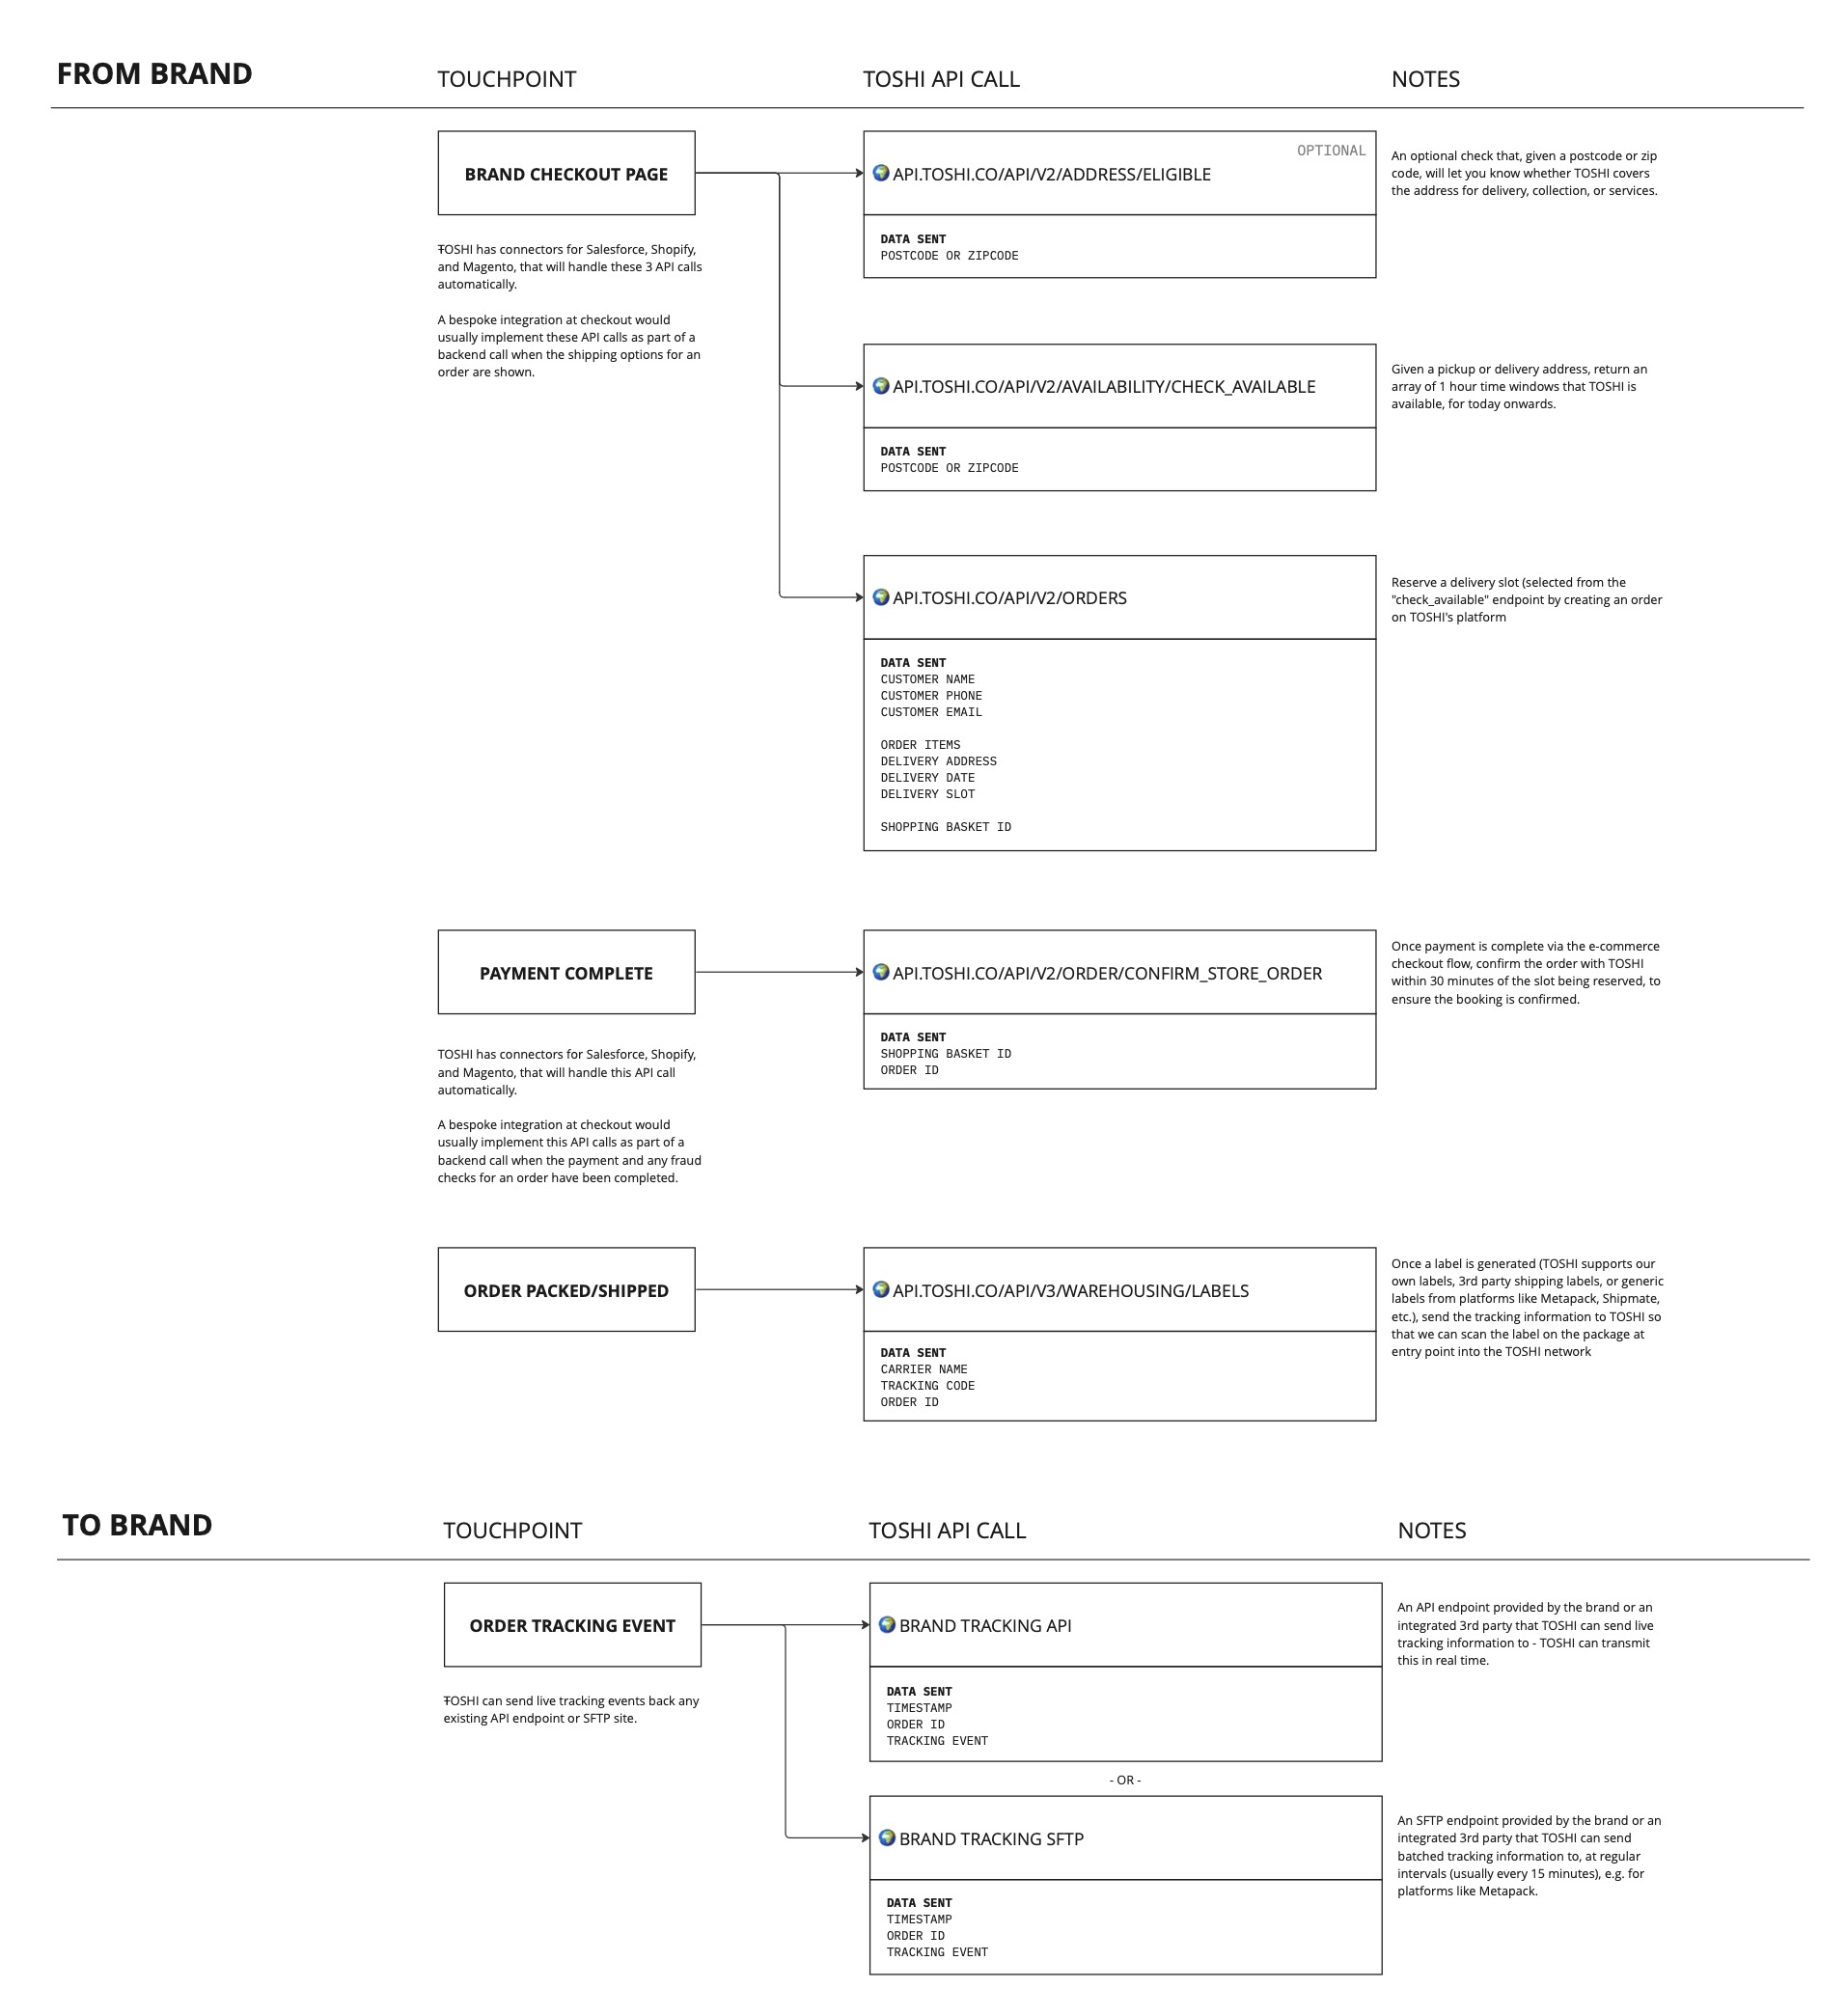 FROM BRAND
TOUCHPOINT
TOSHI API CALL
NOTES
BRAND CHECKOUT PAGE
TOSHI has connectors for Salesforce, Shopify,
and Magento, that will handle these 3 API calls
automatically.
A bespoke integration at checkout would
usually implement these API calls as part of a
backend call when the shipping options for an
order are shown.
OPTIONAL
API.TOSHI.CO/API/V2/ADDRESS/ELIGIBLE
DATA SENT
POSTCODE OR ZIPCODE
An optional check that, given a postcode or zip
code, will let you know whether TOSHI covers
the address for delivery, collection, or services.
API.TOSHI.CO/API/V2/AVAILABILITY/CHECK_AVAILABLE
DATA SENT
POSTCODE OR ZIPCODE
Given a pickup or delivery address, return an
array of 1 hour time windows that TOSHI is
available, for today onwards.
API.TOSHI.CO/API/V2/ORDERS
DATA SENT
CUSTOMER NAME
CUSTOMER PHONE
CUSTOMER EMAIL
ORDER ITEMS
DELIVERY ADDRESS
DELIVERY DATE
DELIVERY SLOT
SHOPPING BASKET ID
Reserve a delivery slot (selected from the
"check_available" endpoint by creating an order
on TOSHI's platform
PAYMENT COMPLETE
TOSHI has connectors for Salesforce, Shopify,
and Magento, that will handle this API call
automatically.
A bespoke integration at checkout would
usually implement this API calls as part of a
backend call when the payment and any fraud
checks for an order have been completed.
API.TOSHI.CO/API/V2/ORDER/CONFIRM_STORE_ORDER
DATA SENT
SHOPPING BASKET ID
ORDER ID
Once payment is complete via the e-commerce
checkout flow, confirm the order with TOSHI
within 30 minutes of the slot being reserved, to
ensure the booking is confirmed.
ORDER PACKED/SHIPPED
API.TOSHI.CO/API/V3/WAREHOUSING/LABELS
DATA SENT
CARRIER NAME
TRACKING CODE
ORDER ID
Once a label is generated (TOSHI supports our
own labels, 3rd party shipping labels, or generic
labels from platforms like Metapack, Shipmate,
etc.), send the tracking information to TOSHI so
that we can scan the label on the package at
entry point into the TOSHI network
TO BRAND
TOUCHPOINT
TOSHI API CALL
NOTES
ORDER TRACKING EVENT
TOSHI can send live tracking events back any
existing API endpoint or SFTP site.
BRAND TRACKING API
DATA SENT
TIMESTAMP
ORDER ID
TRACKING EVENT
An API endpoint provided by the brand or an
integrated 3rd party that TOSHI can send live
tracking information to - TOSHI can transmit
this in real time.
- OR -
BRAND TRACKING SFTP
DATA SENT
TIMESTAMP
ORDER ID
TRACKING EVENT
An SFTP endpoint provided by the brand or an
integrated 3rd party that TOSHI can send
batched tracking information to, at regular
intervals (usually every 15 minutes), e.g. for
platforms like Metapack.